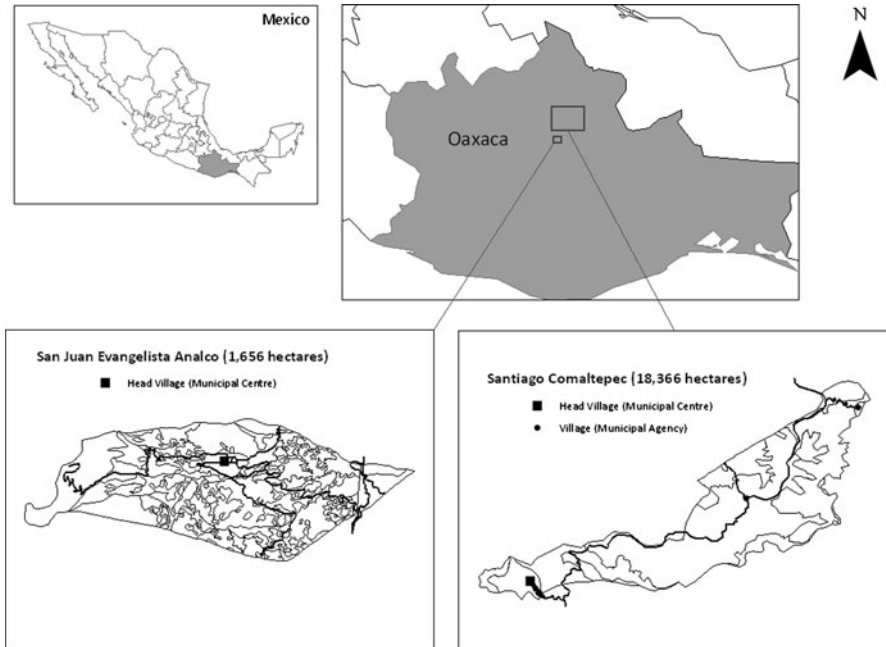 Mexico
N
Oaxaca
San Juan Evangelista Analco (1,656 hectares)
Head Village (Municipal Centre)
Santiago Comaltepec (18,366 hectares)
Head Village (Municipal Centre)
Village (Municipal Agency)